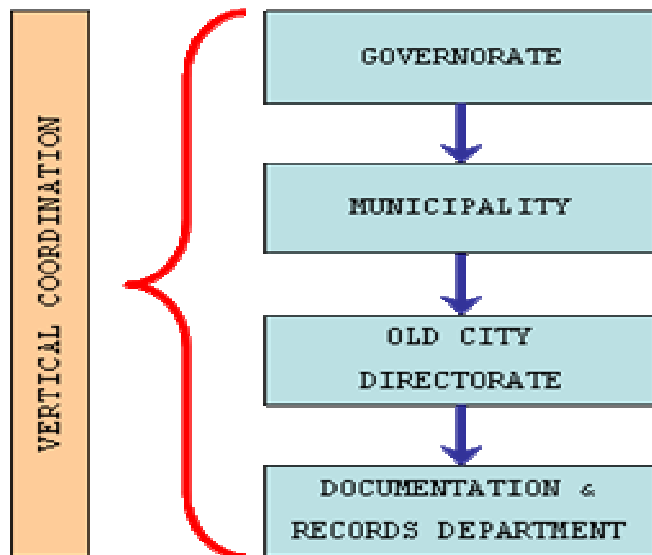 VERTICAL COORDINATION
GOVERNORATE
MUNICIPALITY
OLD CITY
DIRECTORATE
DOCUMENTATION &
RECORDS DEPARTMENT